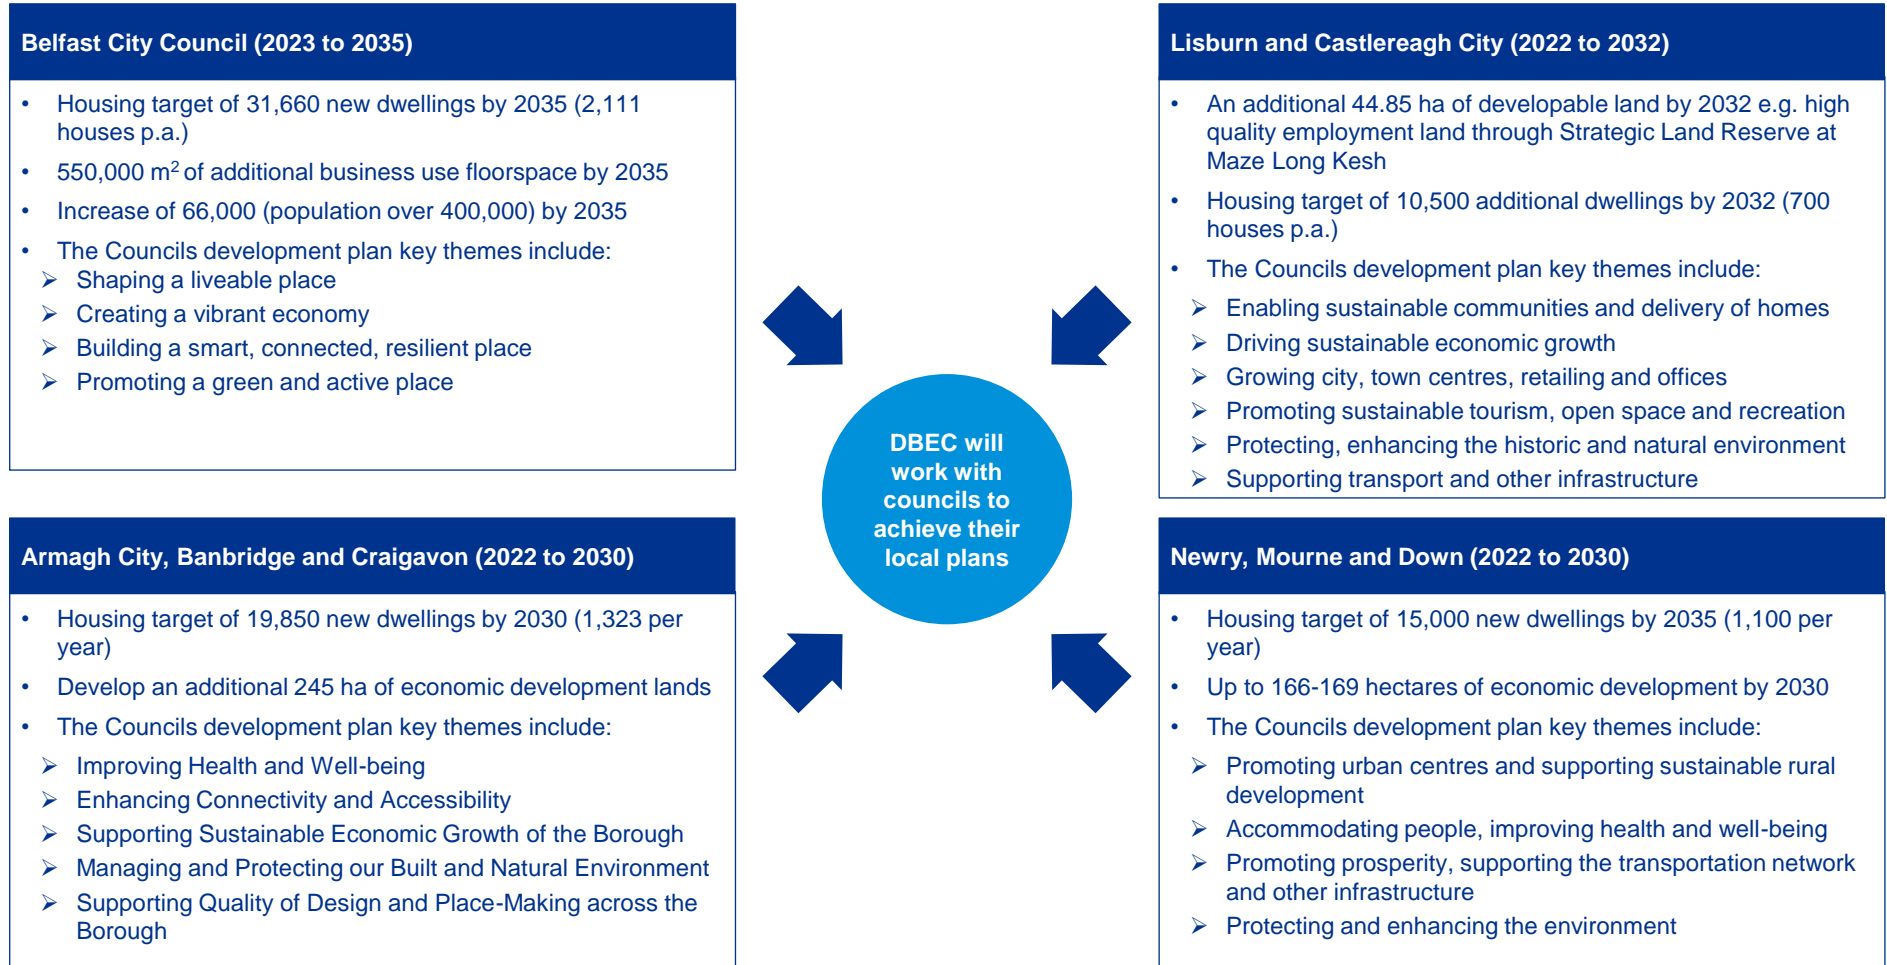 Belfast City Council (2023 to 2035)
• Housing target of 31,660 new dwellings by 2035 (2,111
houses p.a.)
• 550,000 m² of additional business use floorspace by 2035
• Increase of 66,000 (population over 400,000) by 2035
• The Councils development plan key themes include:
➢ Shaping a liveable place
➢ Creating a vibrant economy
➢ Building a smart, connected, resilient place
➢ Promoting a green and active place
Lisburn and Castlereagh City (2022 to 2032)
• An additional 44.85 ha of developable land by 2032 e.g. high
quality employment land through Strategic Land Reserve at
Maze Long Kesh
• Housing target of 10,500 additional dwellings by 2032 (700
houses p.a.)
• The Councils development plan key themes include:
➢ Enabling sustainable communities and delivery of homes
➢ Driving sustainable economic growth
➢ Growing city, town centres, retailing and offices
➢ Promoting sustainable tourism, open space and recreation
➢ Protecting, enhancing the historic and natural environment
➢ Supporting transport and other infrastructure
DBEC will
work with
councils to
achieve their
local plans
Armagh City, Banbridge and Craigavon (2022 to 2030)
• Housing target of 19,850 new dwellings by 2030 (1,323 per
year)
• Develop an additional 245 ha of economic development lands
• The Councils development plan key themes include:
➢ Improving Health and Well-being
➢ Enhancing Connectivity and Accessibility
➢ Supporting Sustainable Economic Growth of the Borough
➢ Managing and Protecting our Built and Natural Environment
➢ Supporting Quality of Design and Place-Making across the
Borough
Newry, Mourne and Down (2022 to 2030)
• Housing target of 15,000 new dwellings by 2035 (1,100 per
year)
• Up to 166-169 hectares of economic development by 2030
• The Councils development plan key themes include:
➢ Promoting urban centres and supporting sustainable rural
development
➢ Accommodating people, improving health and well-being
➢ Promoting prosperity, supporting the transportation network
and other infrastructure
➢ Protecting and enhancing the environment